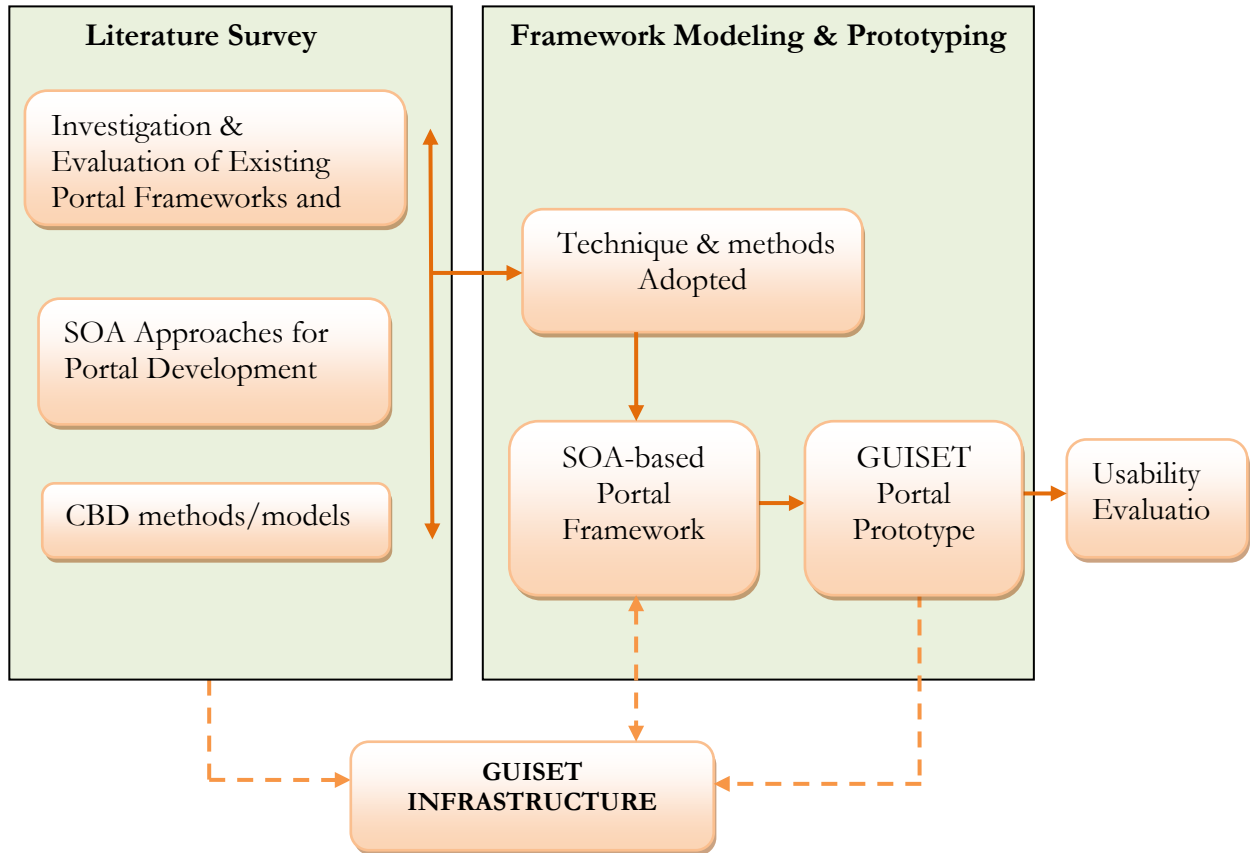 Literature Survey
Investigation &
Evaluation of Existing
Portal Frameworks and
SOA Approaches for
Portal Development
CBD methods/models
Framework Modeling & Prototyping
Technique & methods
Adopted
SOA-based
Portal
Framework
GUISET
Portal
Prototype
Usability
Evaluatio
GUISET
INFRASTRUCTURE